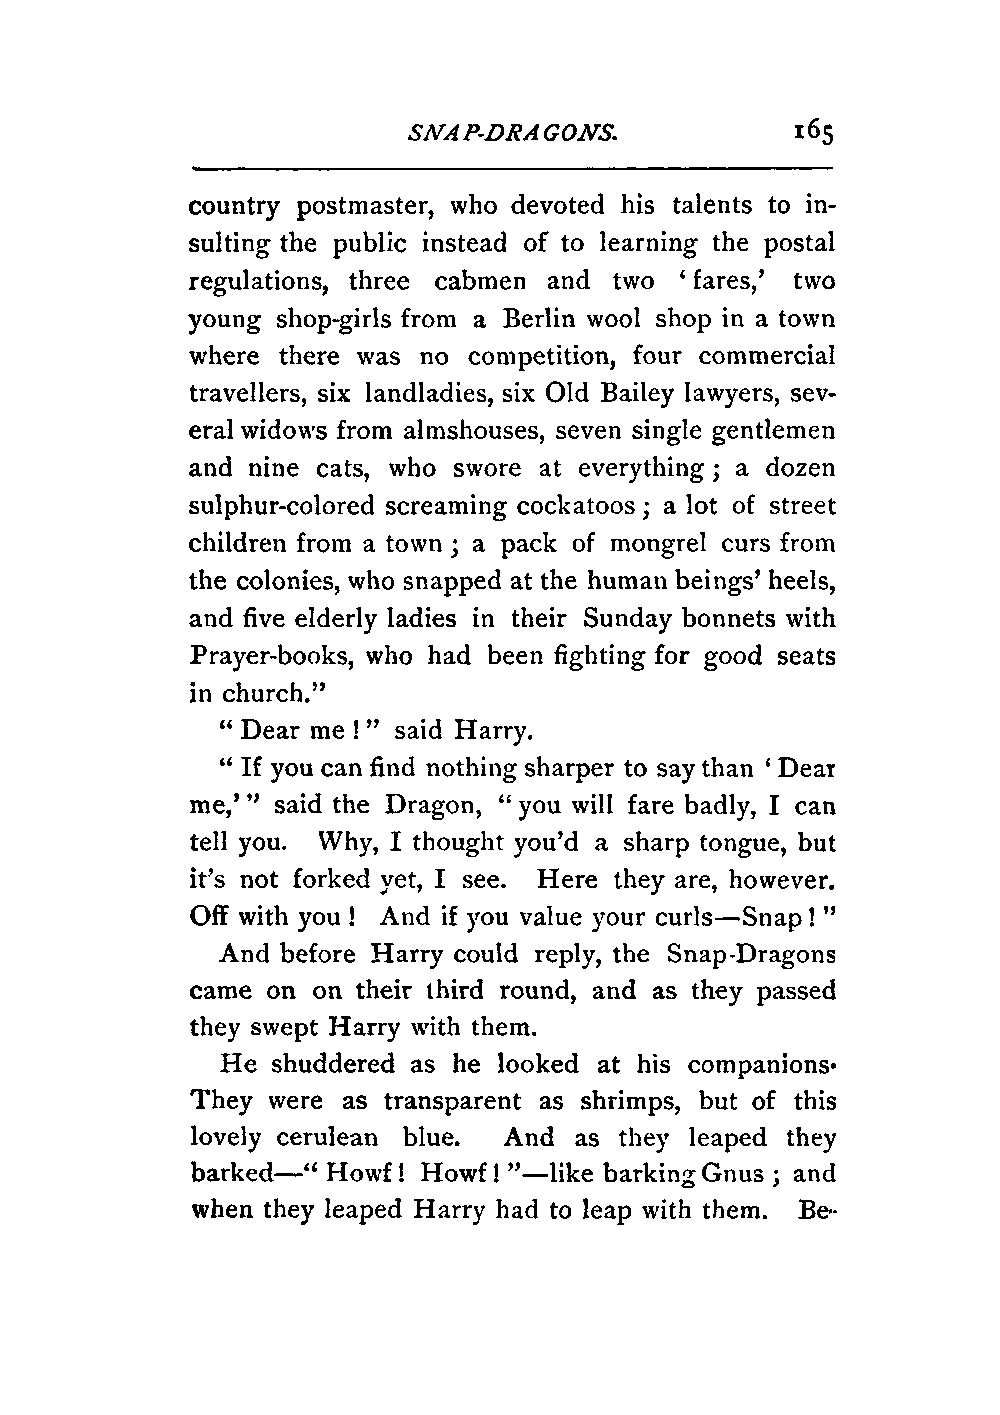 SNAP-DRAGONS. 165
country postmaster, who devoted his talents to in-
sulting the public instead of to learning the postal
regulations, three cabmen and two ‘fares,’ two
young shop-girls from a Berlin wool shop in a town
where there was no competition, four commercial
travellers, six landladies, six Old Bailey lawyers, sev-
eral widows from almshouses, seven single gentlemen
and nine cats, who swore at everything; a dozen
sulphur-colored screaming cockatoos; a lot of street
children from a town; a pack of mongrel curs from
the colonies, who snapped at the human beings’ heels,
and five elderly ladies in their Sunday bonnets with
Prayer-books, who had been fighting for good seats
in church.”
“Dear me!” said Harry.
“If you can find nothing sharper to say than ‘Dear
me,’” said the Dragon, “you will fare badly, I can
tell you. Why, I thought you’d a sharp tongue, but
it’s not forked yet, I see. Here they are, however.
Off with you! And if you value your curls—Snap!”
And before Harry could reply, the Snap-Dragons
came on on their third round, and as they passed
they swept Harry with them.
He shuddered as he looked at his companions.
They were as transparent as shrimps, but of this
lovely cerulean blue. And as they leaped they
barked—“Howf! Howf!”—like barking Gnus; and
when they leaped Harry had to leap with them. Be-